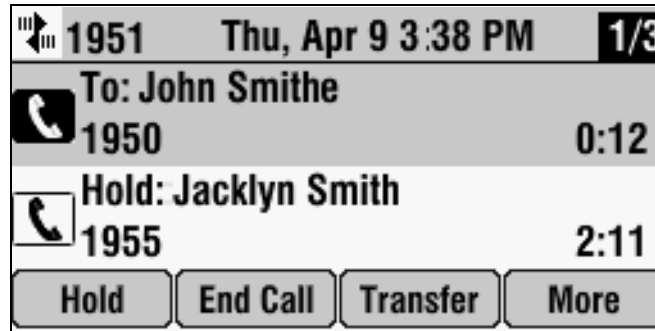 1951 Thu, Apr 9 3:38 PM 1/3
To: John Smithe
1950 0:12
Hold: Jacklyn Smith
1955 2:11
Hold End Call Transfer More